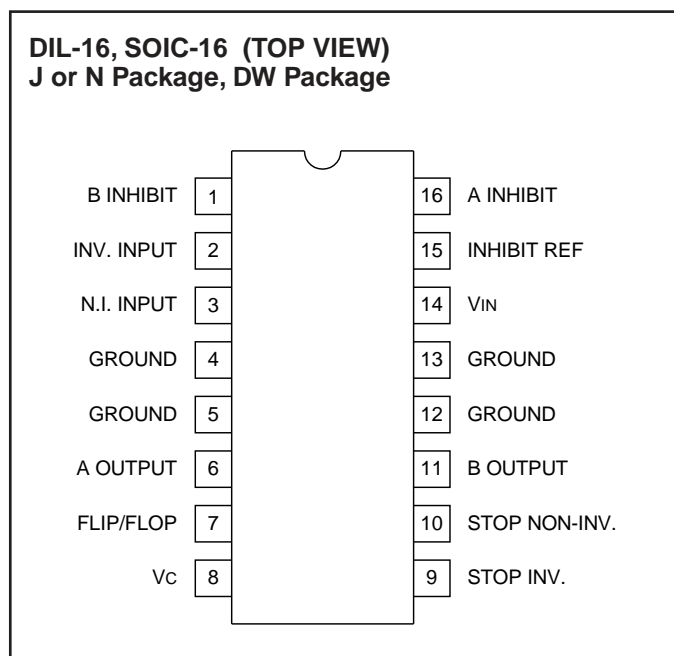 DIL-16, SOIC-16 (TOP VIEW)
J or N Package, DW Package
B INHIBIT 1 16 A INHIBIT
INV. INPUT 2 15 INHIBIT REF
N.I. INPUT 3 14 VIN
GROUND 4 13 GROUND
GROUND 5 12 GROUND
A OUTPUT 6 11 B OUTPUT
FLIP/FLOP 7 10 STOP NON-INV.
VC 8 9 STOP INV.